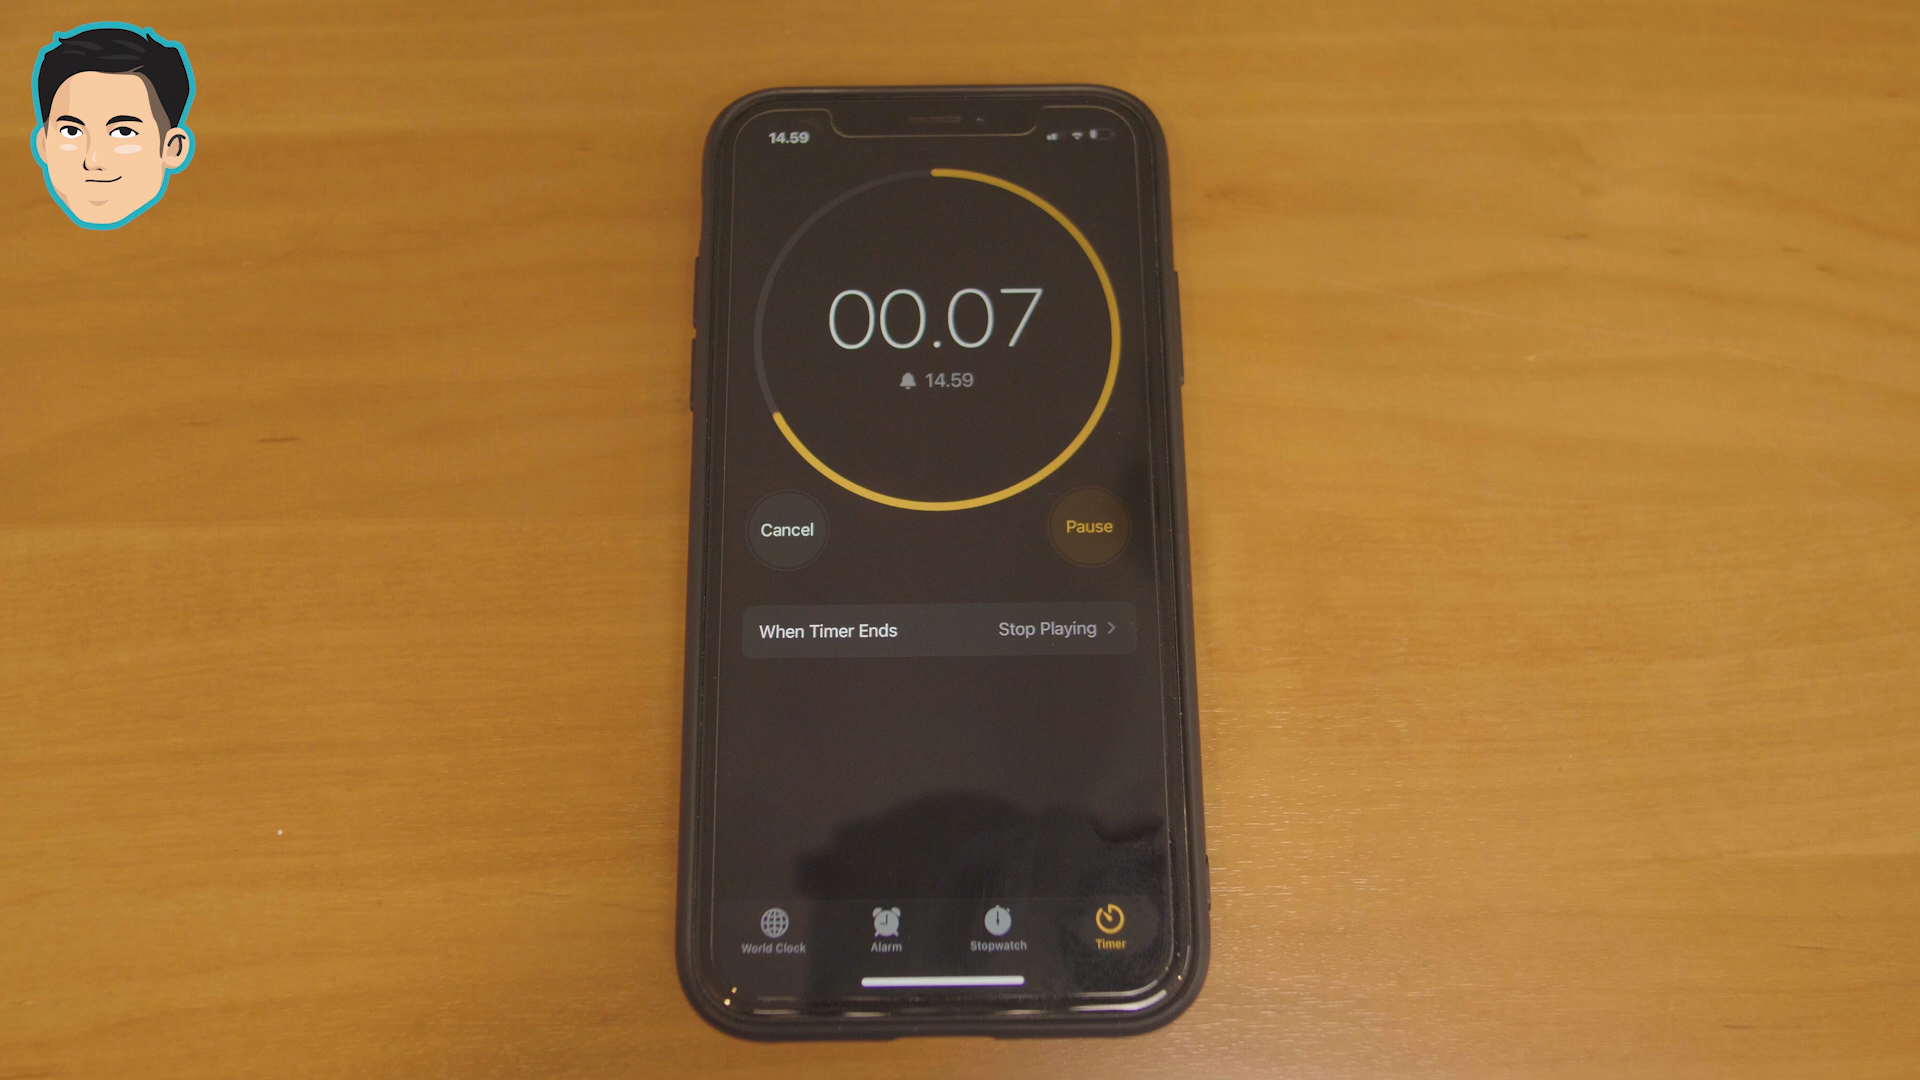 14.59
00.07
14.59
Cancel
Pause
When Timer Ends
Stop Playing
World Clock
Alarm
Stopwatch
Timer